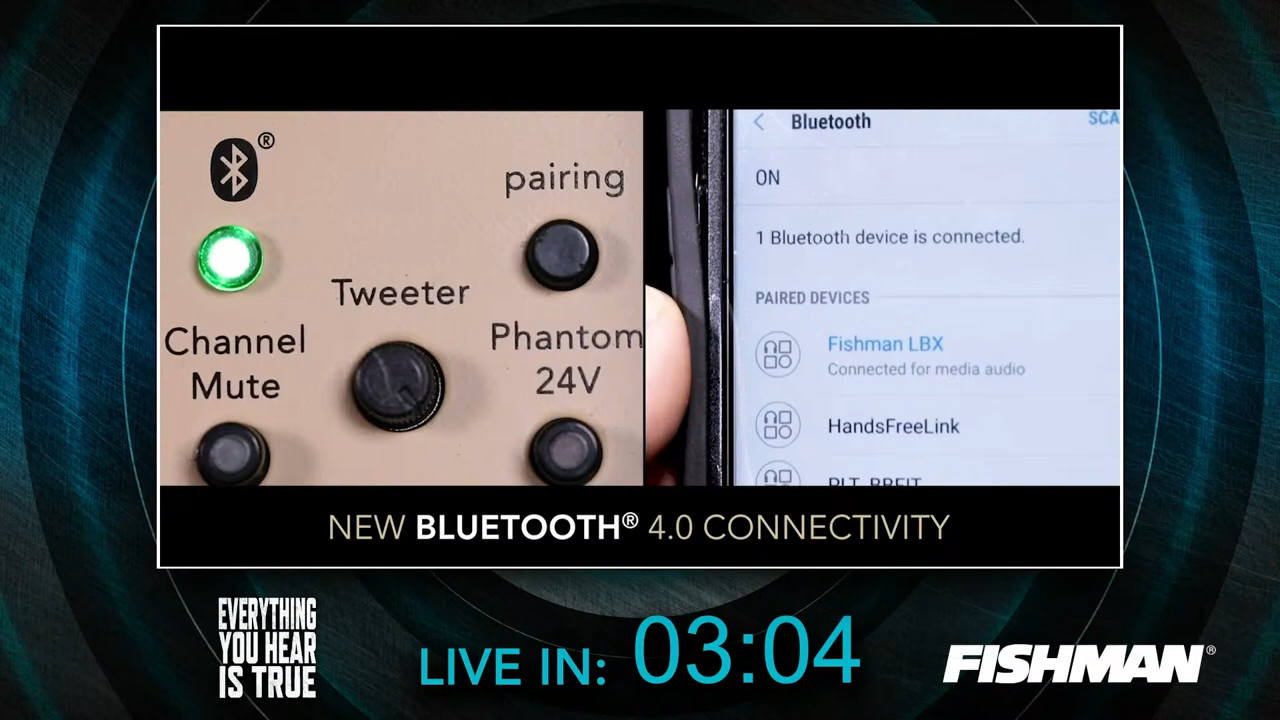 ®
pairing
Tweeter
Channel
Mute
Phantom
24V
Bluetooth
SCA
ON
1 Bluetooth device is connected.
PAIRED DEVICES
Fishman LBX
Connected for media audio
HandsFreeLink
NEW BLUETOOTH® 4.0 CONNECTIVITY
EVERYTHING
YOU HEAR
IS TRUE
LIVE IN: 03:04
FISHMAN®